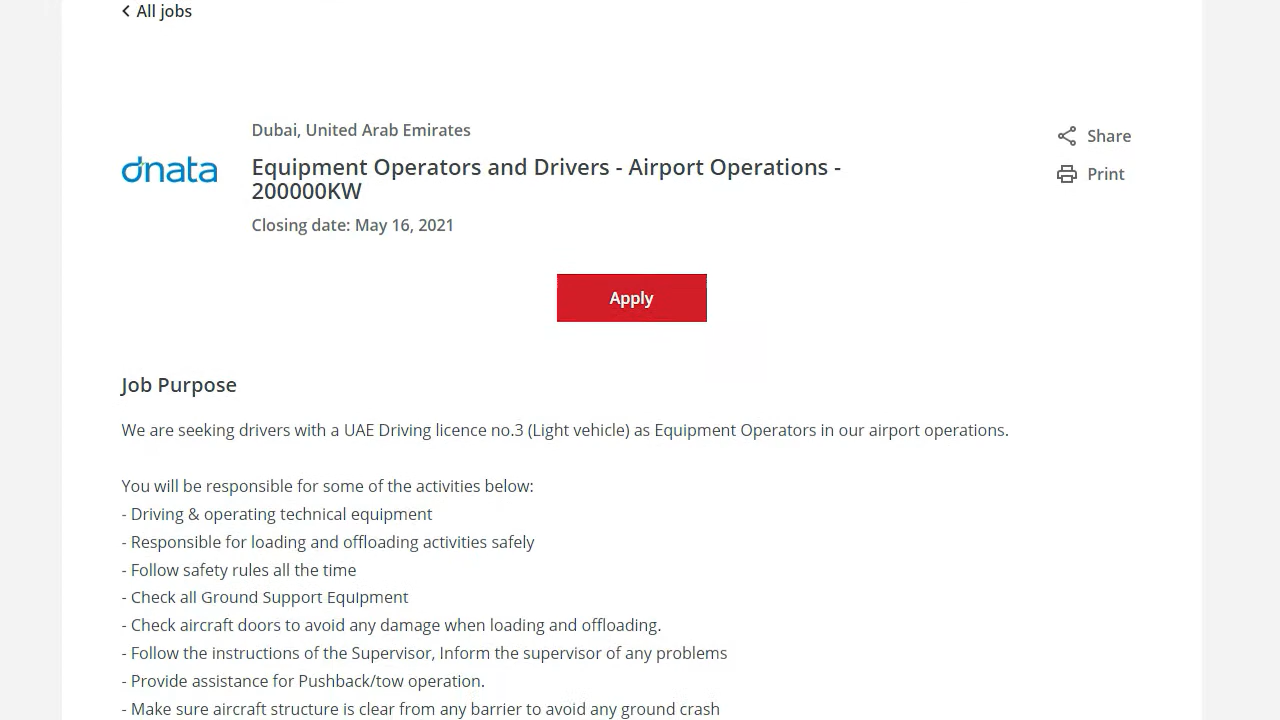 All jobs
Dubai, United Arab Emirates
dnata
Equipment Operators and Drivers - Airport Operations -
200000KW
Closing date: May 16, 2021
Share
Print
Apply
Job Purpose
We are seeking drivers with a UAE Driving licence no.3 (Light vehicle) as Equipment Operators in our airport operations.
You will be responsible for some of the activities below:
- Driving & operating technical equipment
- Responsible for loading and offloading activities safely
- Follow safety rules all the time
- Check all Ground Support Equlpment
- Check aircraft doors to avoid any damage when loading and offloading.
- Follow the instructions of the Supervisor, Inform the supervisor of any problems
- Provide assistance for Pushback/tow operation.
- Make sure aircraft structure is clear from any barrier to avoid any ground crash